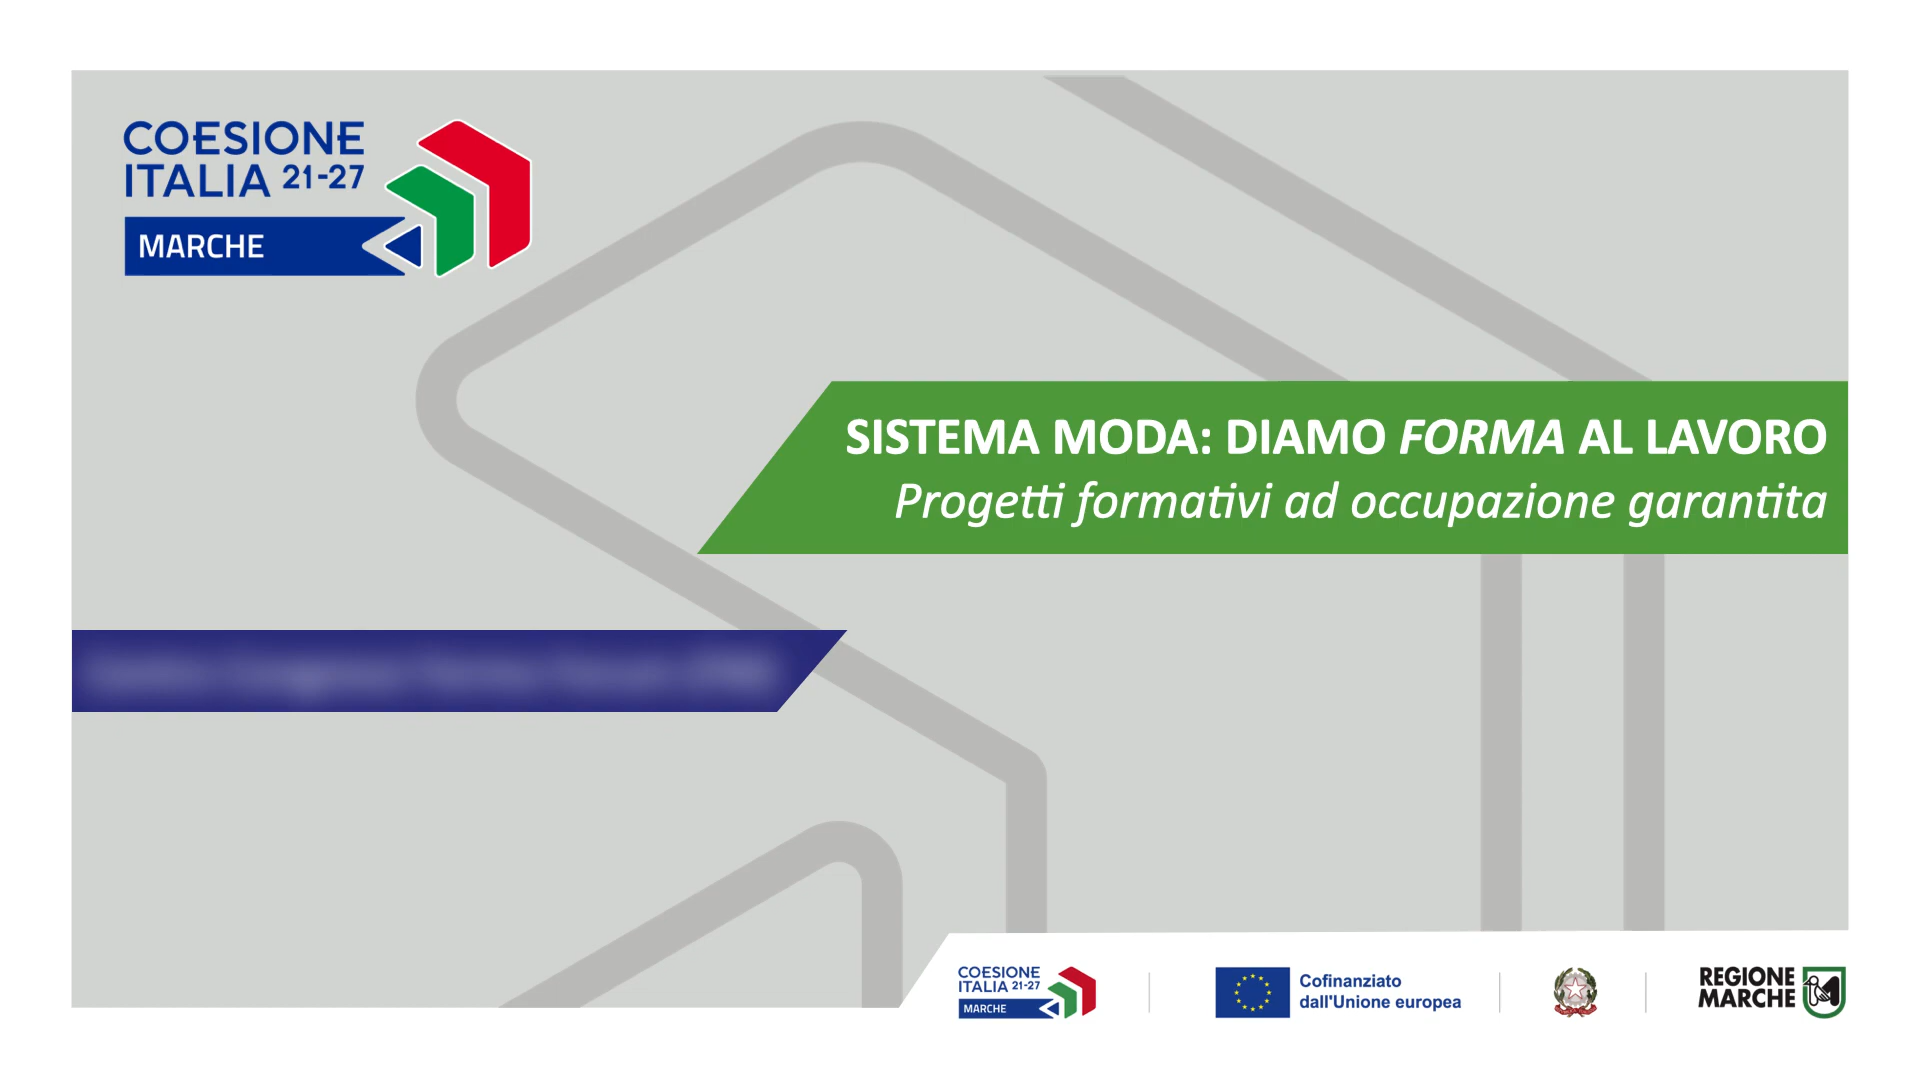 COESIONE
ITALIA 21-27
MARCHE
SISTEMA MODA: DIAMO FORMA AL LAVORO
Progetti formativi ad occupazione garantita
COESIONE
ITALIA 21-27
MARCHE
Cofinanziato
dall'Unione europea
REGIONE
MARCHE